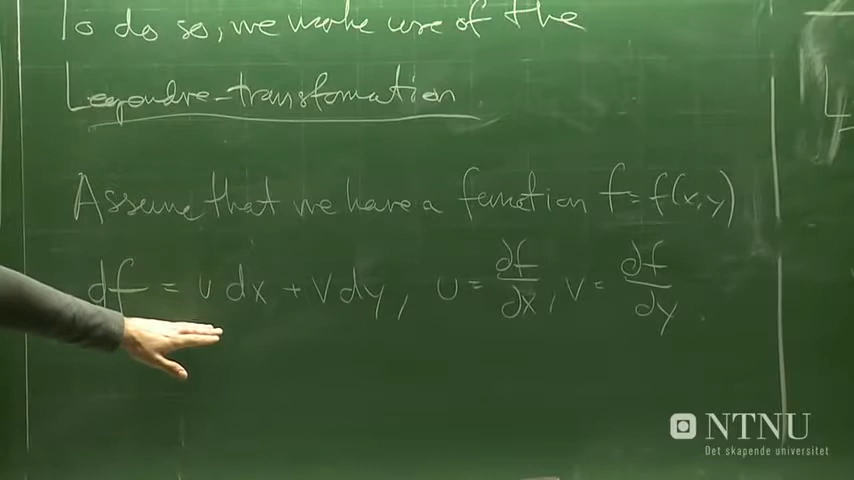 To do so, we make use of the
Legendre-transformation
Assume that we have a function f = f(x,y)
df = u dx + v dy, u = ∂f/∂x, v = ∂f/∂y.
NTNU
Det skapende universitet